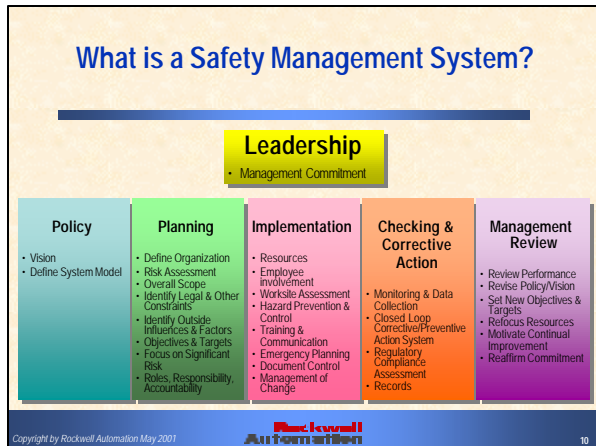 What is a Safety Management System?
Leadership
• Management Commitment
Policy
• Vision
• Define System Model
Planning
• Define Organization
• Risk Assessment
• Overall Scope
• Identify Legal & Other
Constraints
• Identify Outside
Influences & Factors
• Objectives & Targets
• Focus on Significant
Risk
• Roles, Responsibility,
Accountability
Implementation
• Resources
• Employee
involvement
• Worksite Assessment
• Hazard Prevention &
Control
• Training &
Communication
• Emergency Planning
• Document Control
• Management of
Change
Checking &
Corrective
Action
• Monitoring & Data
Collection
• Closed Loop
Corrective/Preventive
Action System
• Regulatory
Compliance
Assessment
• Records
Management
Review
• Review Performance
• Revise Policy/Vision
• Set New Objectives &
Targets
• Refocus Resources
• Motivate Continual
Improvement
• Reaffirm Commitment
Copyright by Rockwell Automation May 2001
Rockwell
Automation
10